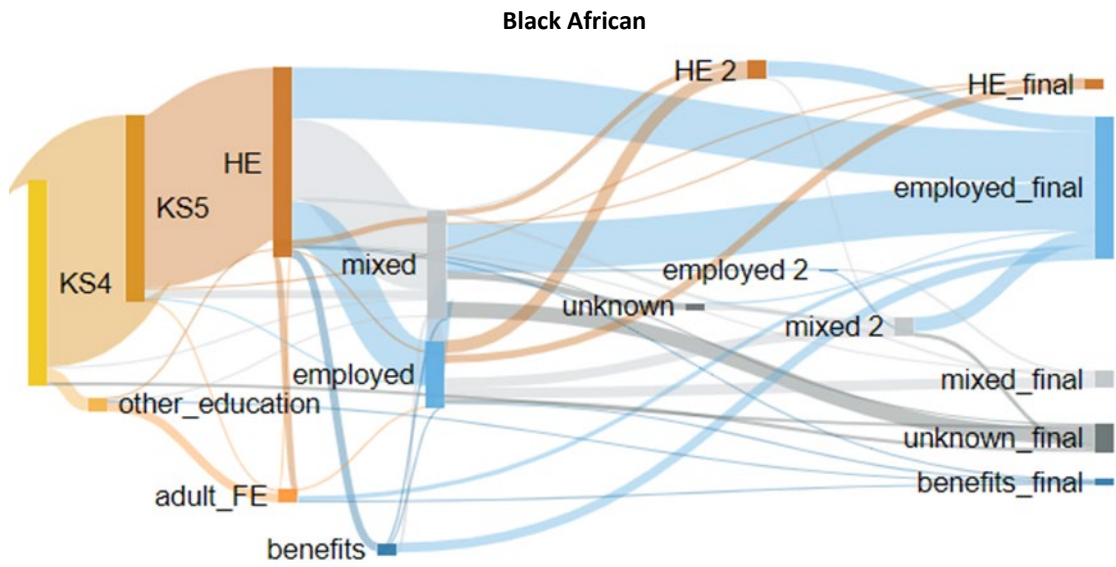 Black African
HE 2
HE_final
HE
employed_final
KS5
mixed
employed 2
KS4
unknown
mixed 2
employed
mixed_final
other_education
unknown_final
benefits_final
adult_FE
benefits